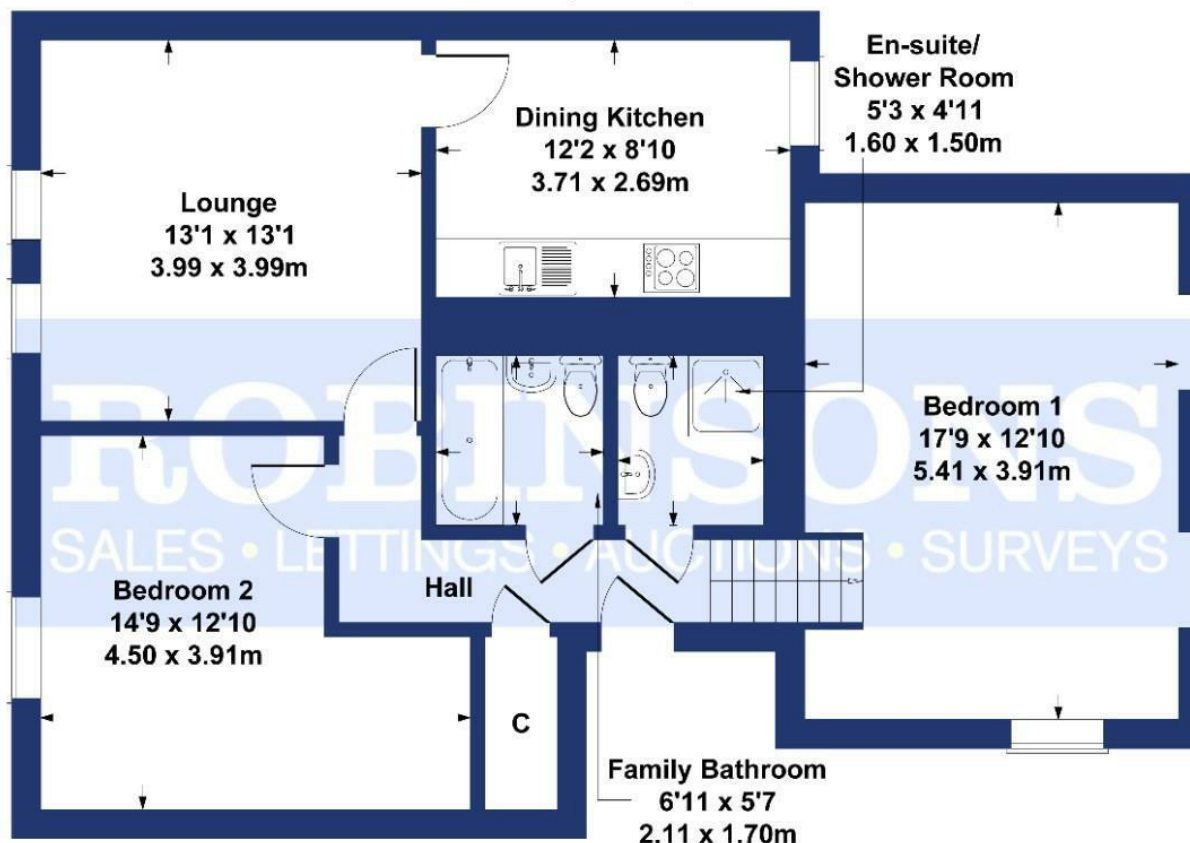 En-suite/
Shower Room
5'3 x 4'11
1.60 x 1.50m
Dining Kitchen
12'2 x 8'10
3.71 x 2.69m
Lounge
13'1 x 13'1
3.99 x 3.99m
Bedroom 1
17'9 x 12'10
5.41 x 3.91m
ROBINSONS
SALES • LETTINGS • AUCTIONS • SURVEYS
Hall
Bedroom 2
14'9 x 12'10
4.50 x 3.91m
C
Family Bathroom
6'11 x 5'7
2.11 x 1.70m